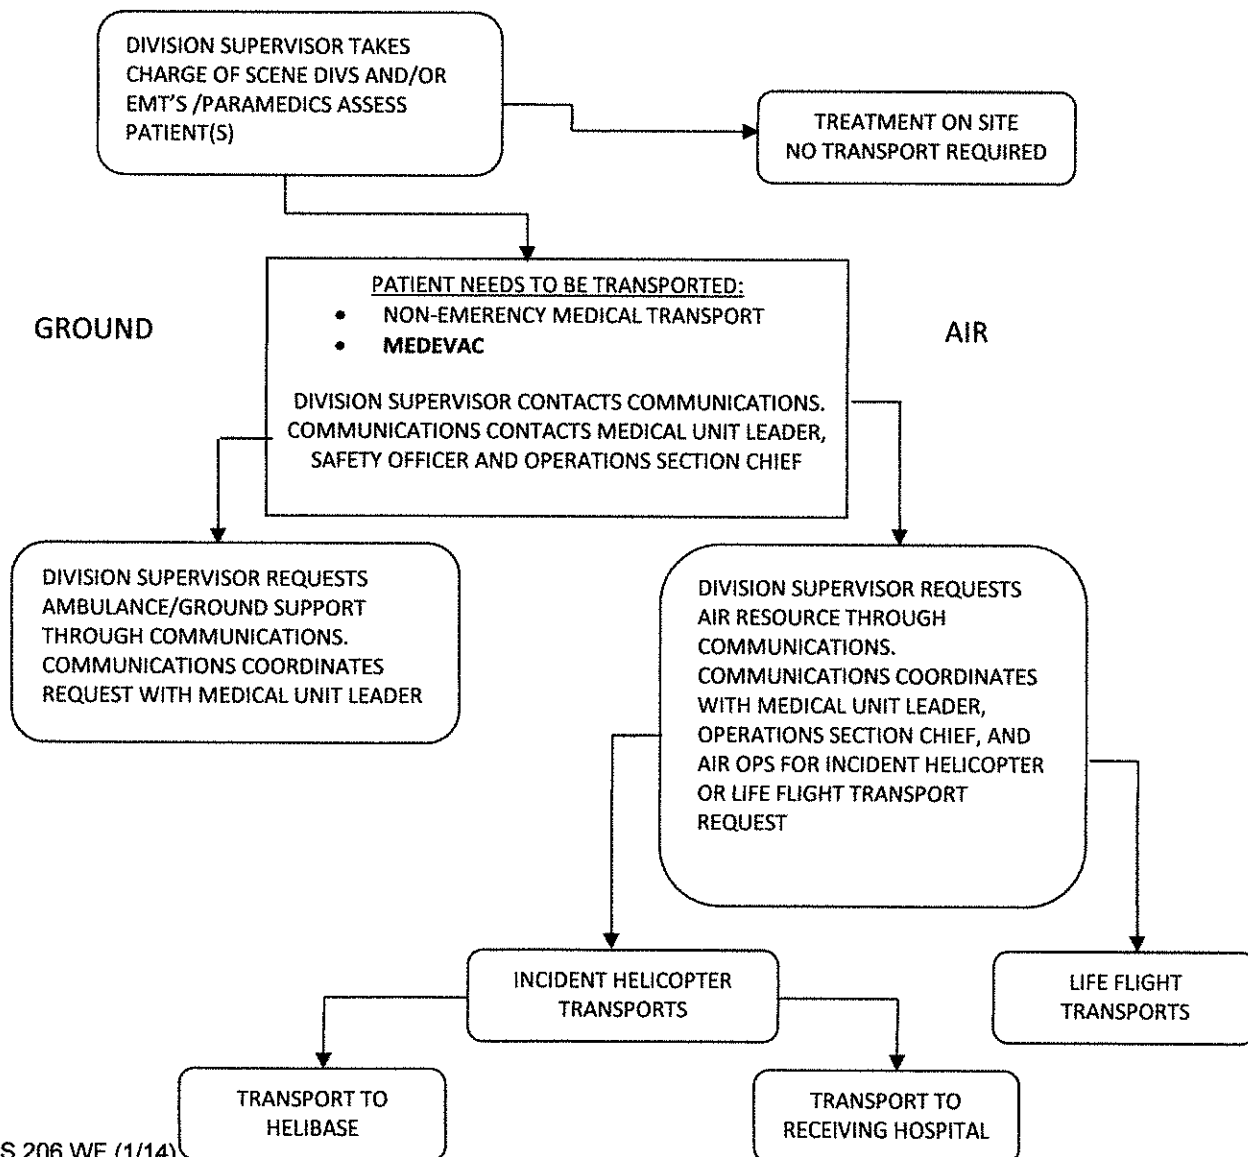 DIVISION SUPERVISOR TAKES
CHARGE OF SCENE DIVS AND/OR
EMT'S /PARAMEDICS ASSESS
PATIENT(S)
TREATMENT ON SITE
NO TRANSPORT REQUIRED
GROUND
PATIENT NEEDS TO BE TRANSPORTED:
• NON-EMERENCY MEDICAL TRANSPORT
• MEDEVAC
DIVISION SUPERVISOR CONTACTS COMMUNICATIONS.
COMMUNICATIONS CONTACTS MEDICAL UNIT LEADER,
SAFETY OFFICER AND OPERATIONS SECTION CHIEF
AIR
DIVISION SUPERVISOR REQUESTS
AMBULANCE/GROUND SUPPORT
THROUGH COMMUNICATIONS.
COMMUNICATIONS COORDINATES
REQUEST WITH MEDICAL UNIT LEADER
DIVISION SUPERVISOR REQUESTS
AIR RESOURCE THROUGH
COMMUNICATIONS.
COMMUNICATIONS COORDINATES
WITH MEDICAL UNIT LEADER,
OPERATIONS SECTION CHIEF, AND
AIR OPS FOR INCIDENT HELICOPTER
OR LIFE FLIGHT TRANSPORT
REQUEST
INCIDENT HELICOPTER
TRANSPORTS
LIFE FLIGHT
TRANSPORTS
TRANSPORT TO
HELIBASE
TRANSPORT TO
RECEIVING HOSPITAL
S 206 WF (1/14)